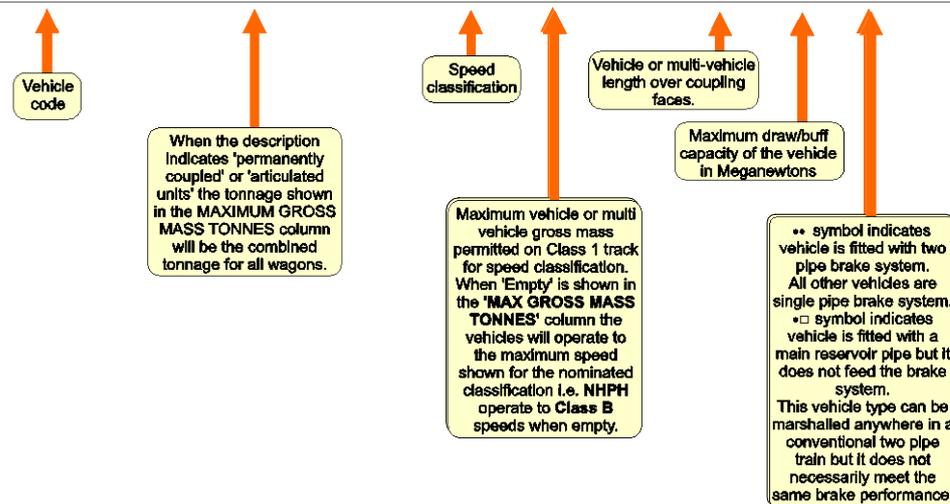 Vehicle
code
When the description
indicates 'permanently
coupled' or 'articulated
units' the tonnage shown
in the MAXIMUM GROSS
MASS TONNES column
will be the combined
tonnage for all wagons.
Speed
classification
Maximum vehicle or multi
vehicle gross mass
permitted on Class 1 track
for speed classification.
When 'Empty' is shown in
the 'MAX GROSS MASS
TONNES' column the
vehicles will operate to
the maximum speed
shown for the nominated
classification i.e. NHPH
operate to Class B
speeds when empty.
Vehicle or multi-vehicle
length over coupling
faces.
Maximum draw/buff
capacity of the vehicle
in Meganewtons
•• symbol indicates
vehicle is fitted with two
pipe brake system.
All other vehicles are
single pipe brake system.
•□ symbol indicates
vehicle is fitted with a
main reservoir pipe but it
does not feed the brake
system.
This vehicle type can be
marshalled anywhere in a
conventional two pipe
train but it does not
necessarily meet the
same brake performance